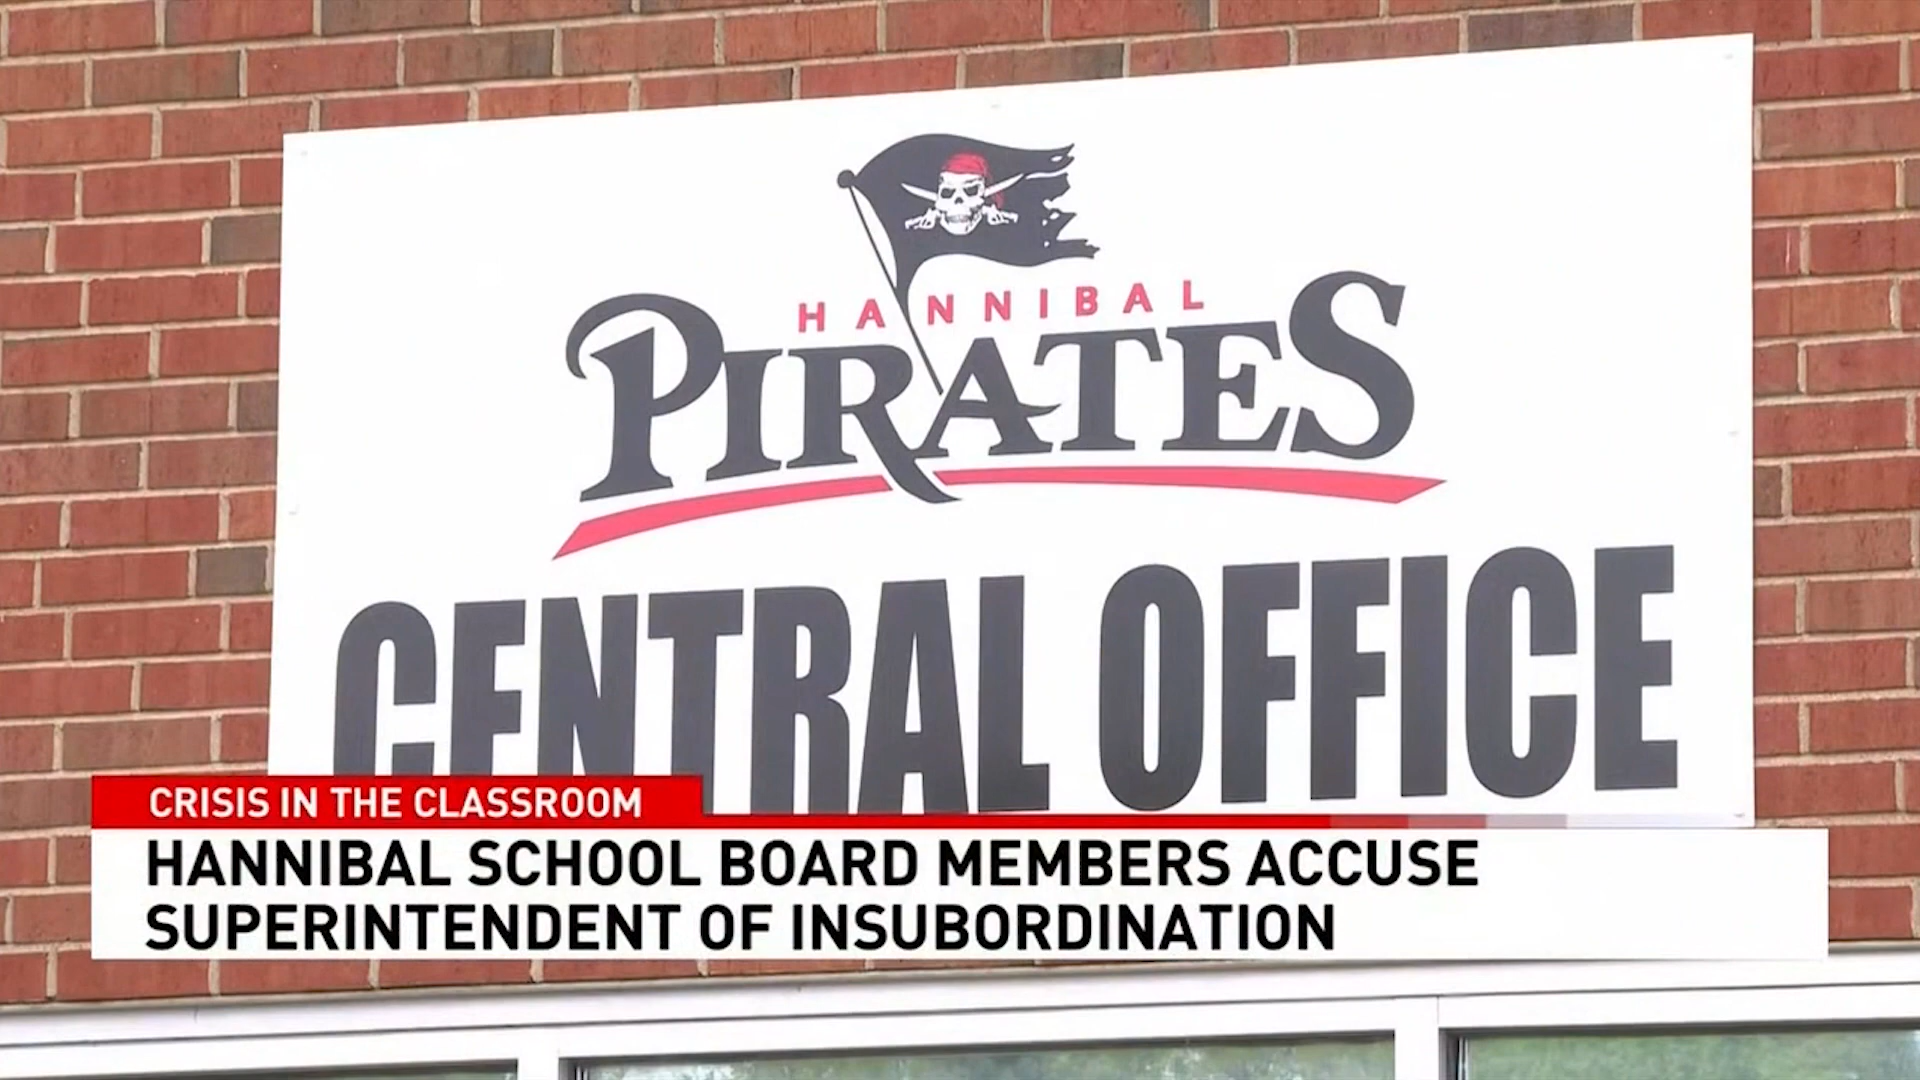 HANNIBAL
PIRATES
CENTRAL OFFICE
CRISIS IN THE CLASSROOM
HANNIBAL SCHOOL BOARD MEMBERS ACCUSE
SUPERINTENDENT OF INSUBORDINATION